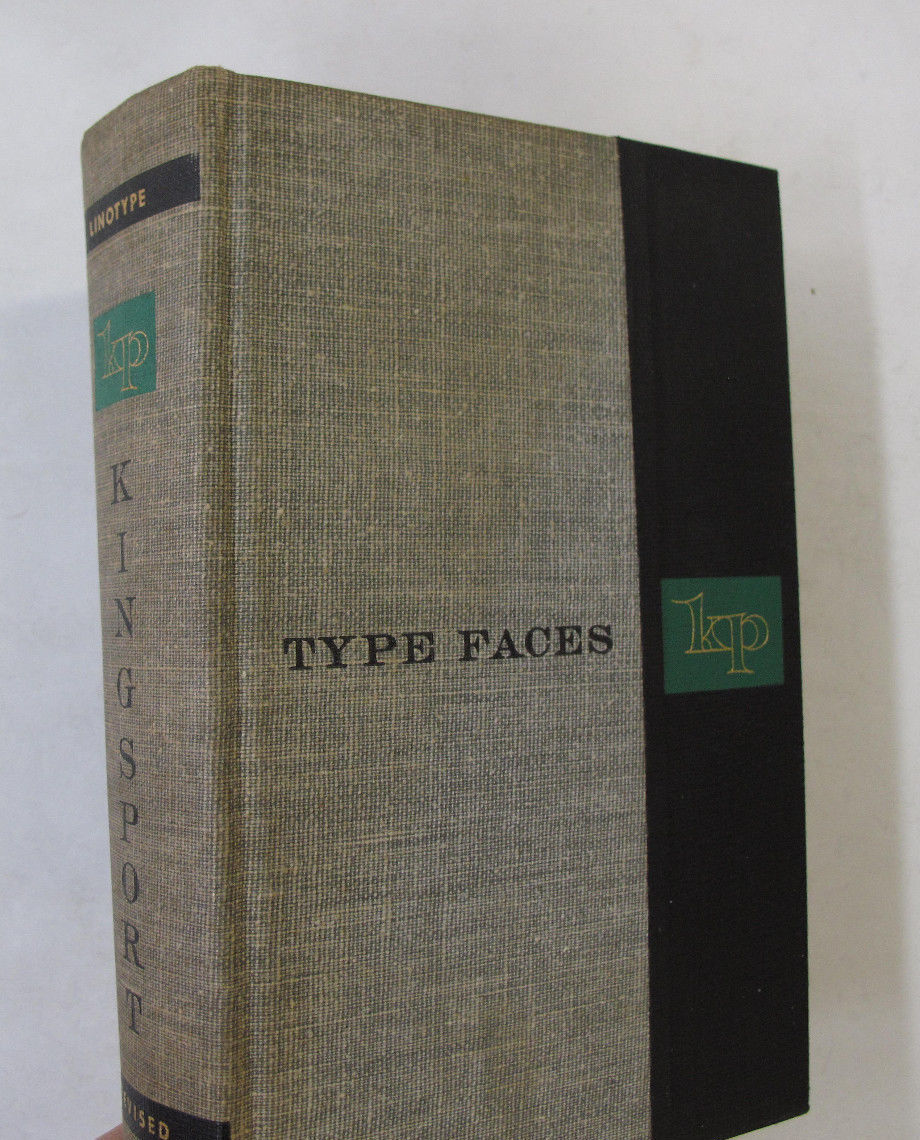 LINOTYPE
kp
KINGSPORT
TYPE FACES
kp